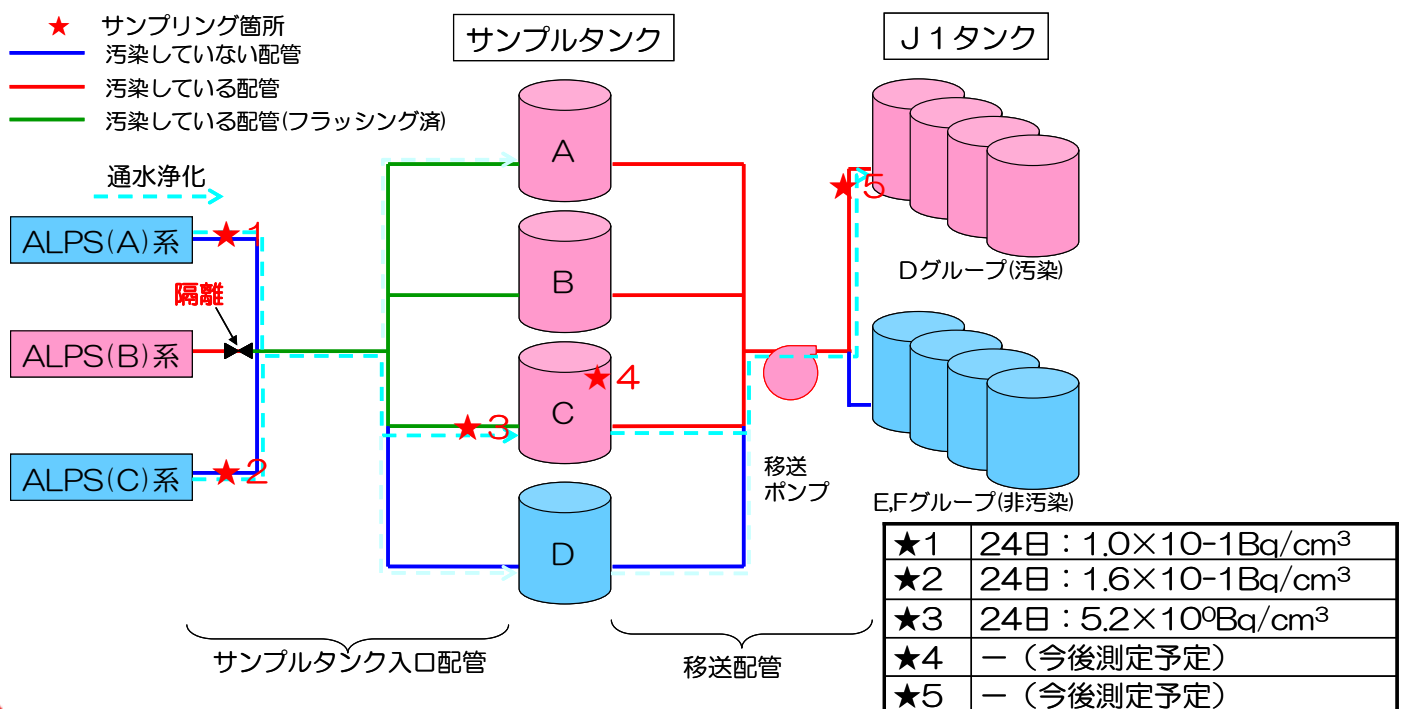 ★ サンプリング箇所
汚染していない配管
汚染している配管
汚染している配管(フラッシング済)
サンプルタンク
J1タンク
通水浄化
ALPS(A)系
★1
隔離
ALPS(B)系
ALPS(C)系
★2
A
B
C
D
★3
★4
★5
移送
ポンプ
Dグループ(汚染)
E,Fグループ(非汚染)
サンプルタンク入口配管
移送配管
★1 24日：1.0×10-1Bq/cm³
★2 24日：1.6×10-1Bq/cm³
★3 24日：5.2×10⁰Bq/cm³
★4 －（今後測定予定）
★5 －（今後測定予定）